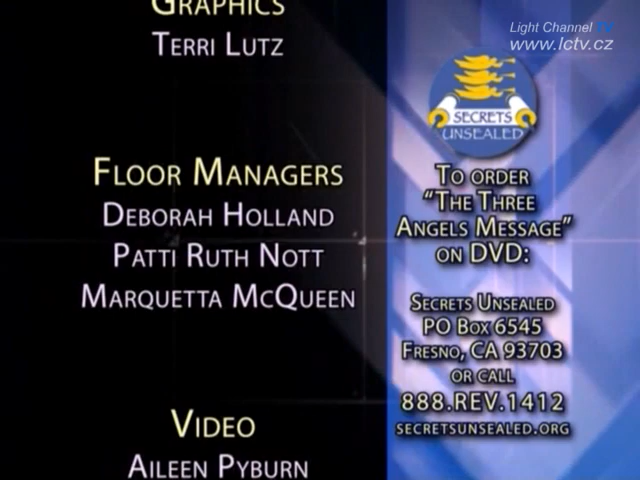 GRAPHICS
TERRI LUTZ
FLOOR MANAGERS
DEBORAH HOLLAND
PATTI RUTH NOTT
MARQUETTA MCQUEEN
VIDEO
AILEEN PYBURN
Light Channel TV
www.lctv.cz
SECRETS
UNSEALED
TO ORDER
“THE THREE
ANGELS MESSAGE”
ON DVD:
SECRETS UNSEALED
PO BOX 6545
FRESNO, CA 93703
OR CALL
888.REV.1412
SECRETSUNSEALED.ORG